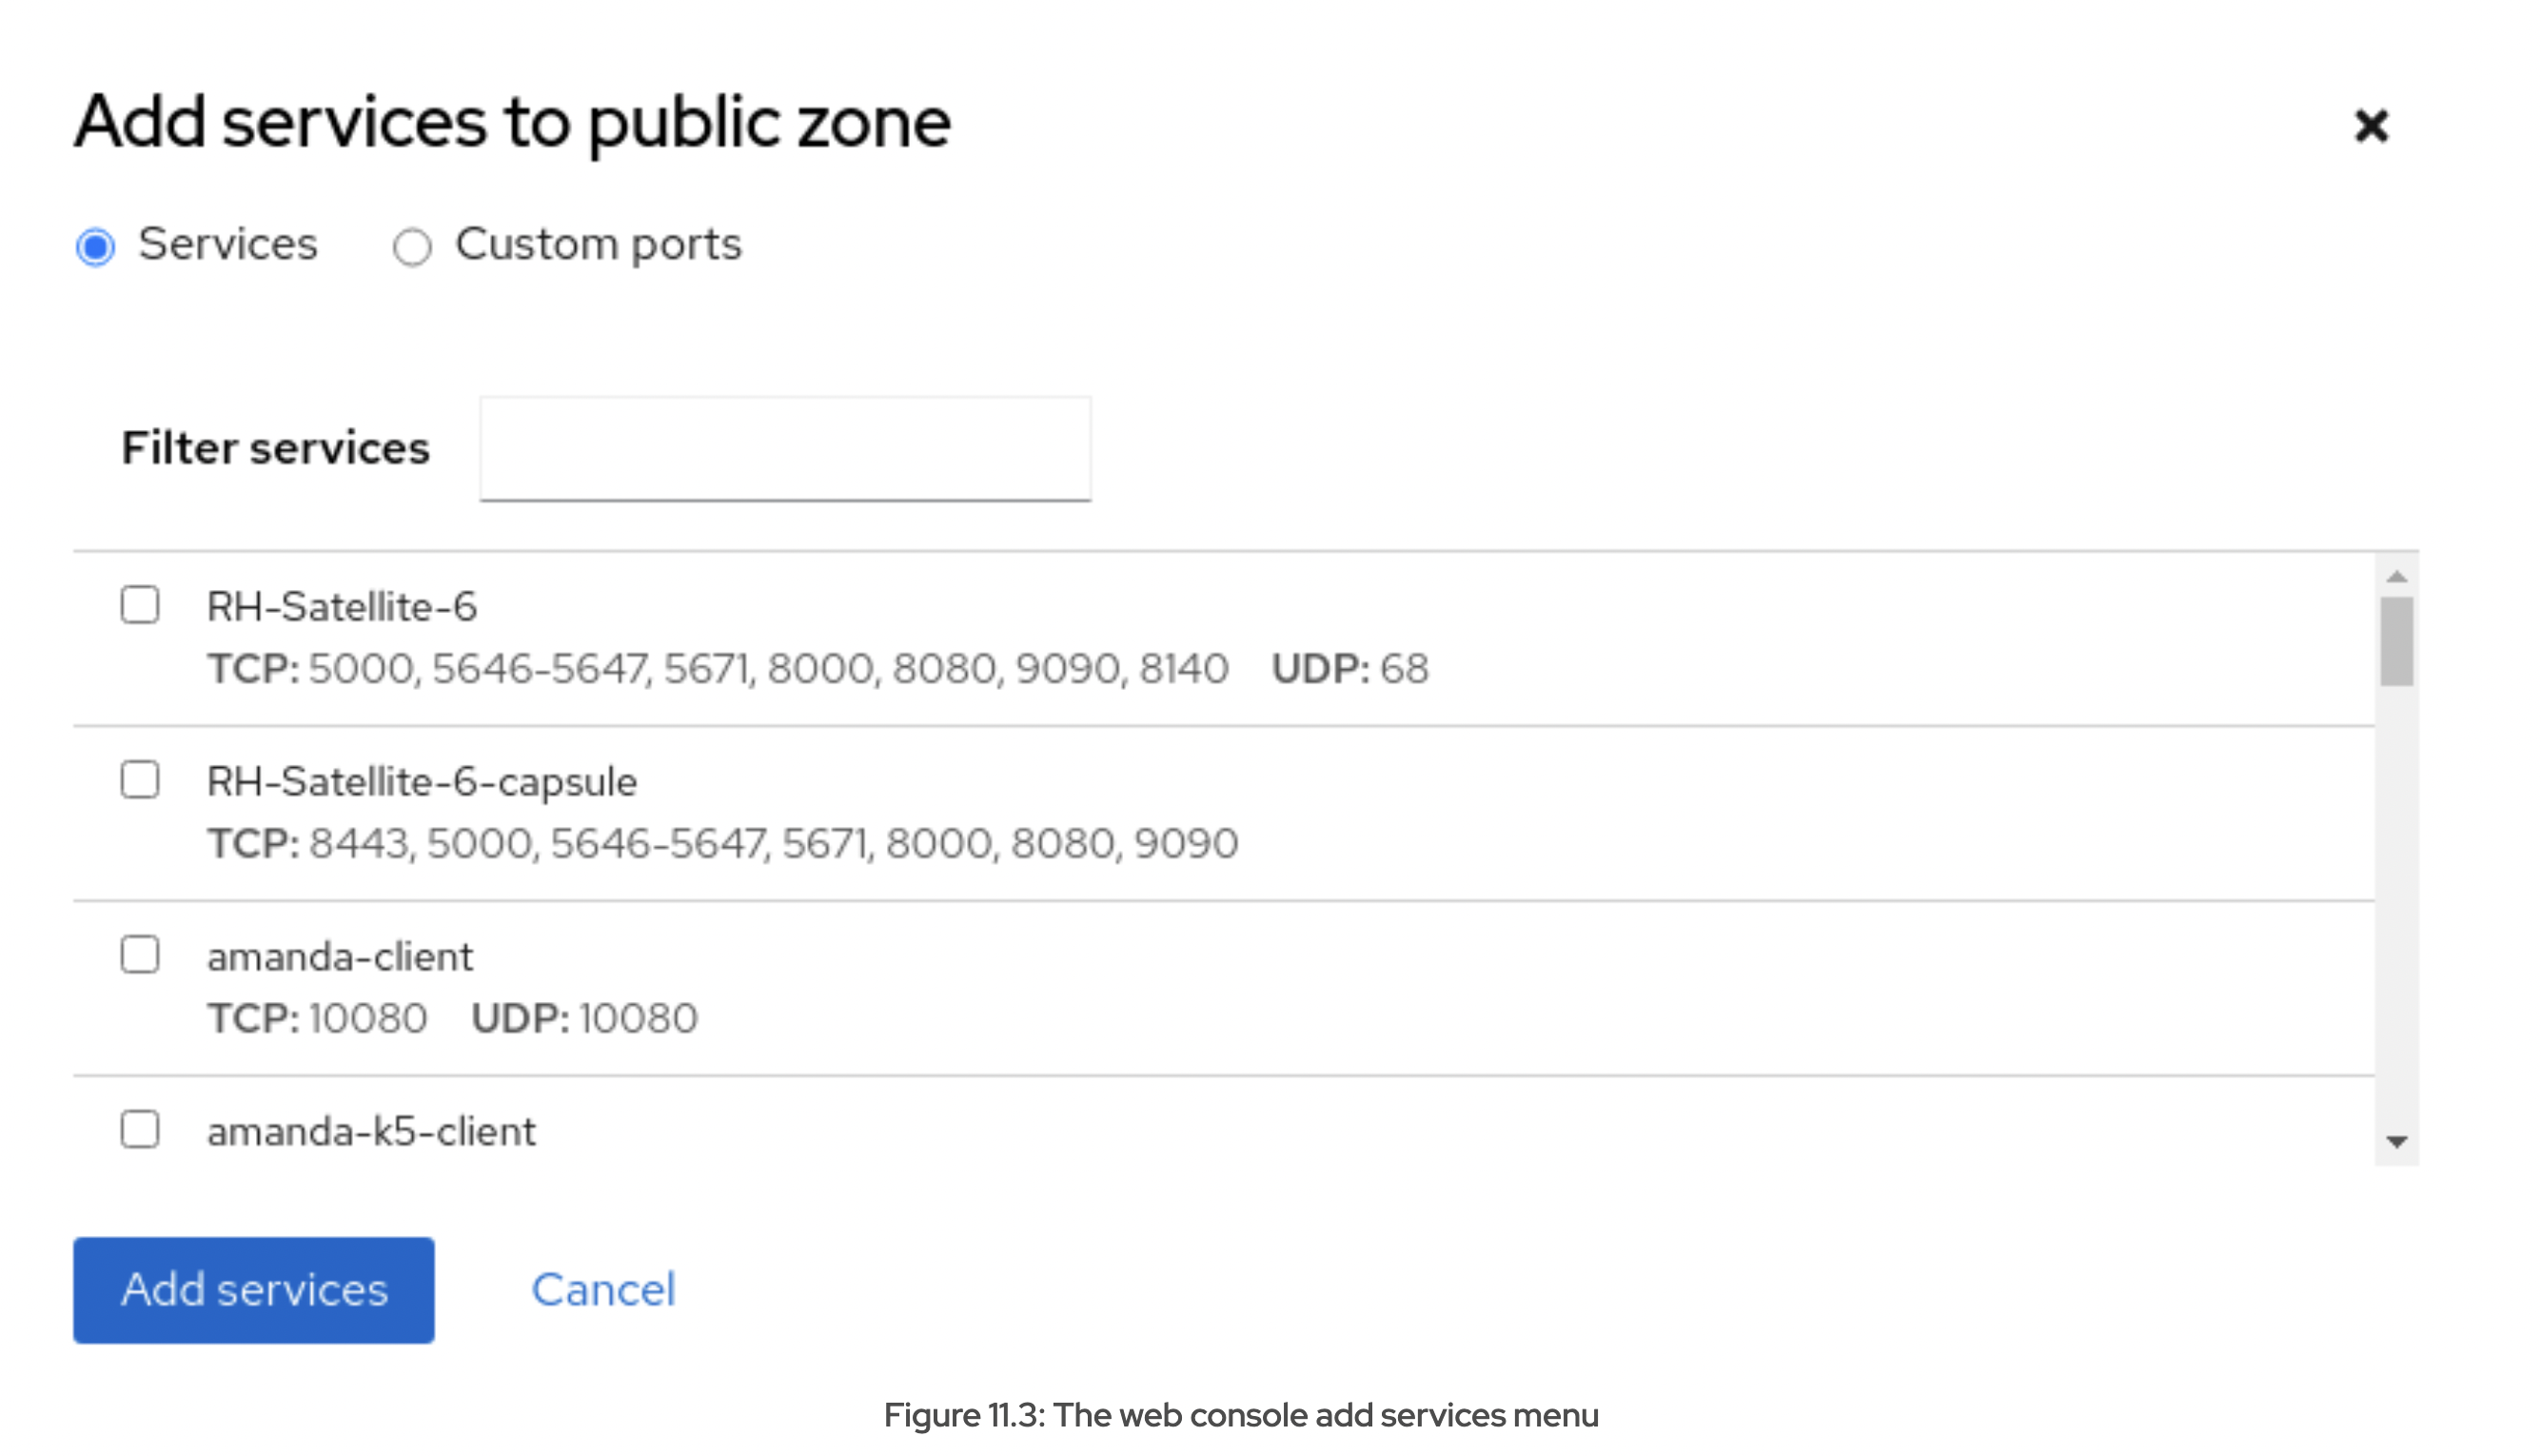 Add services to public zone
Services Custom ports
Filter services
RH-Satellite-6
TCP: 5000, 5646-5647, 5671, 8000, 8080, 9090, 8140 UDP: 68
RH-Satellite-6-capsule
TCP: 8443, 5000, 5646-5647, 5671, 8000, 8080, 9090
amanda-client
TCP: 10080 UDP: 10080
amanda-k5-client
Add services Cancel
Figure 11.3: The web console add services menu